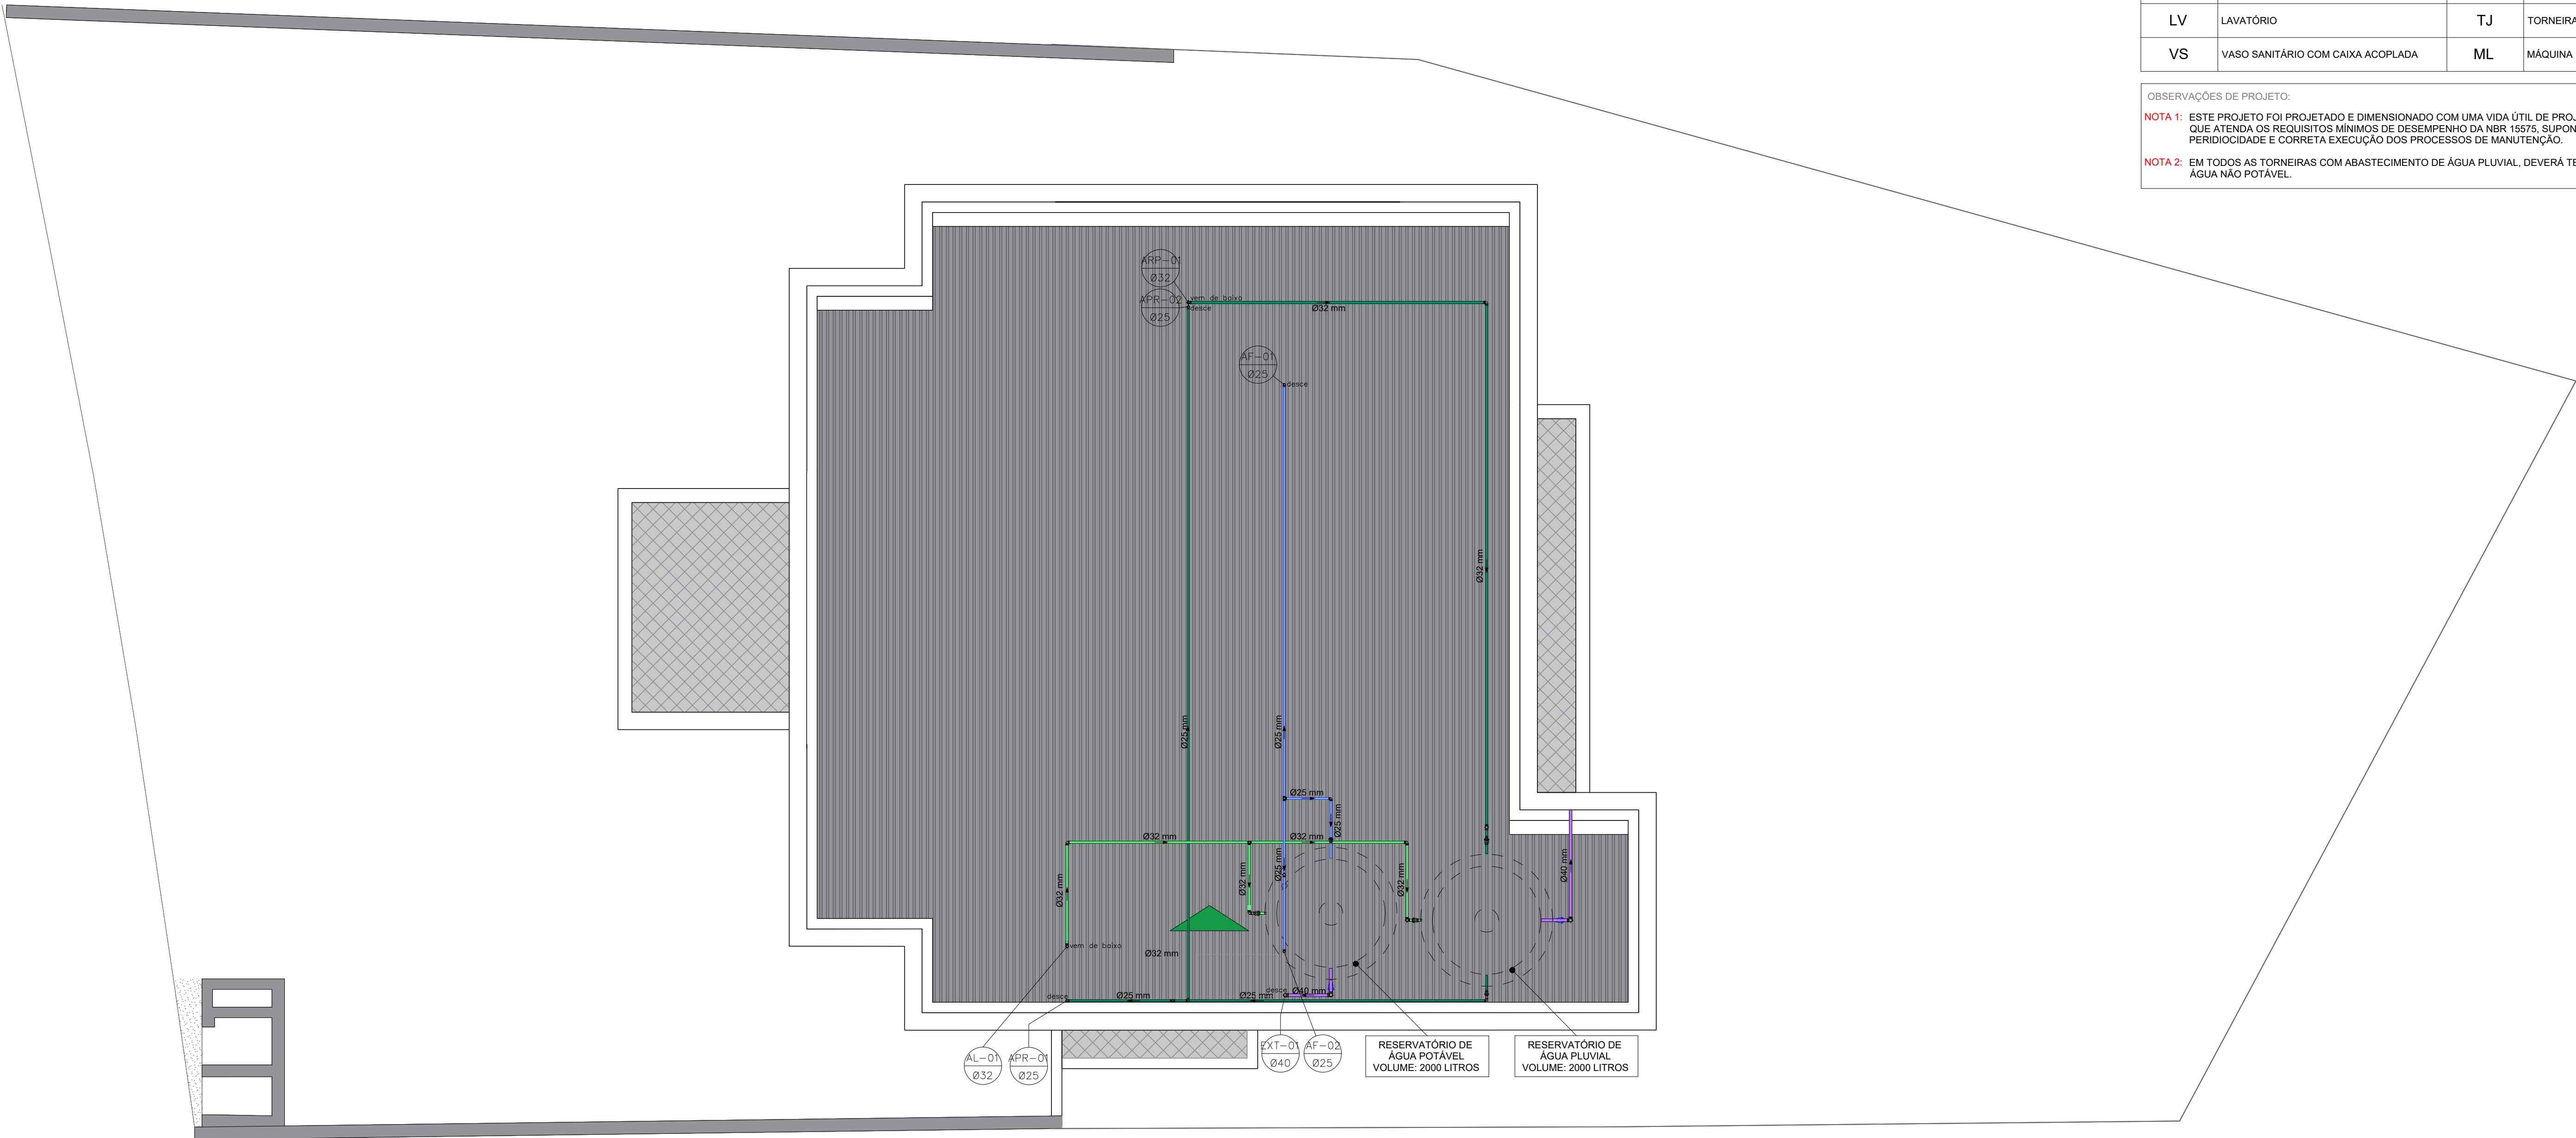 LV LAVATÓRIO TJ TORNEIRA
VS VASO SANITÁRIO COM CAIXA ACOPLADA ML MÁQUINA
OBSERVAÇÕES DE PROJETO:
NOTA 1: ESTE PROJETO FOI PROJETADO E DIMENSIONADO COM UMA VIDA ÚTIL DE PROJ
QUE ATENDA OS REQUISITOS MÍNIMOS DE DESEMPENHO DA NBR 15575, SUPON
PERIDIOCIDADE E CORRETA EXECUÇÃO DOS PROCESSOS DE MANUTENÇÃO.
NOTA 2: EM TODOS AS TORNEIRAS COM ABASTECIMENTO DE ÁGUA PLUVIAL, DEVERÁ TE
ÁGUA NÃO POTÁVEL.
ARP-01
Ø32
vem de baixo
APR-02
Ø25
desce
Ø32 mm
AF-01
Ø25
desce
Ø32 mm
Ø25 mm
Ø25 mm
Ø25 mm
Ø25 mm
Ø32 mm
Ø32 mm
Ø32 mm
Ø32 mm
Ø25 mm
Ø32 mm
Ø40 mm
vem de baixo
Ø32 mm
desce
Ø25 mm
Ø25 mm
desce
Ø40 mm
AL-01
Ø32
APR-01
Ø25
EXT-01
Ø40
AF-02
Ø25
RESERVATÓRIO DE
ÁGUA POTÁVEL
VOLUME: 2000 LITROS
RESERVATÓRIO DE
ÁGUA PLUVIAL
VOLUME: 2000 LITROS